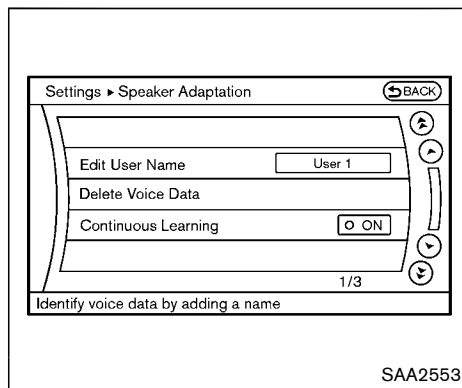 Settings ▸ Speaker Adaptation BACK
Edit User Name User 1
Delete Voice Data
Continuous Learning ON
1/3
Identify voice data by adding a name
SAA2553